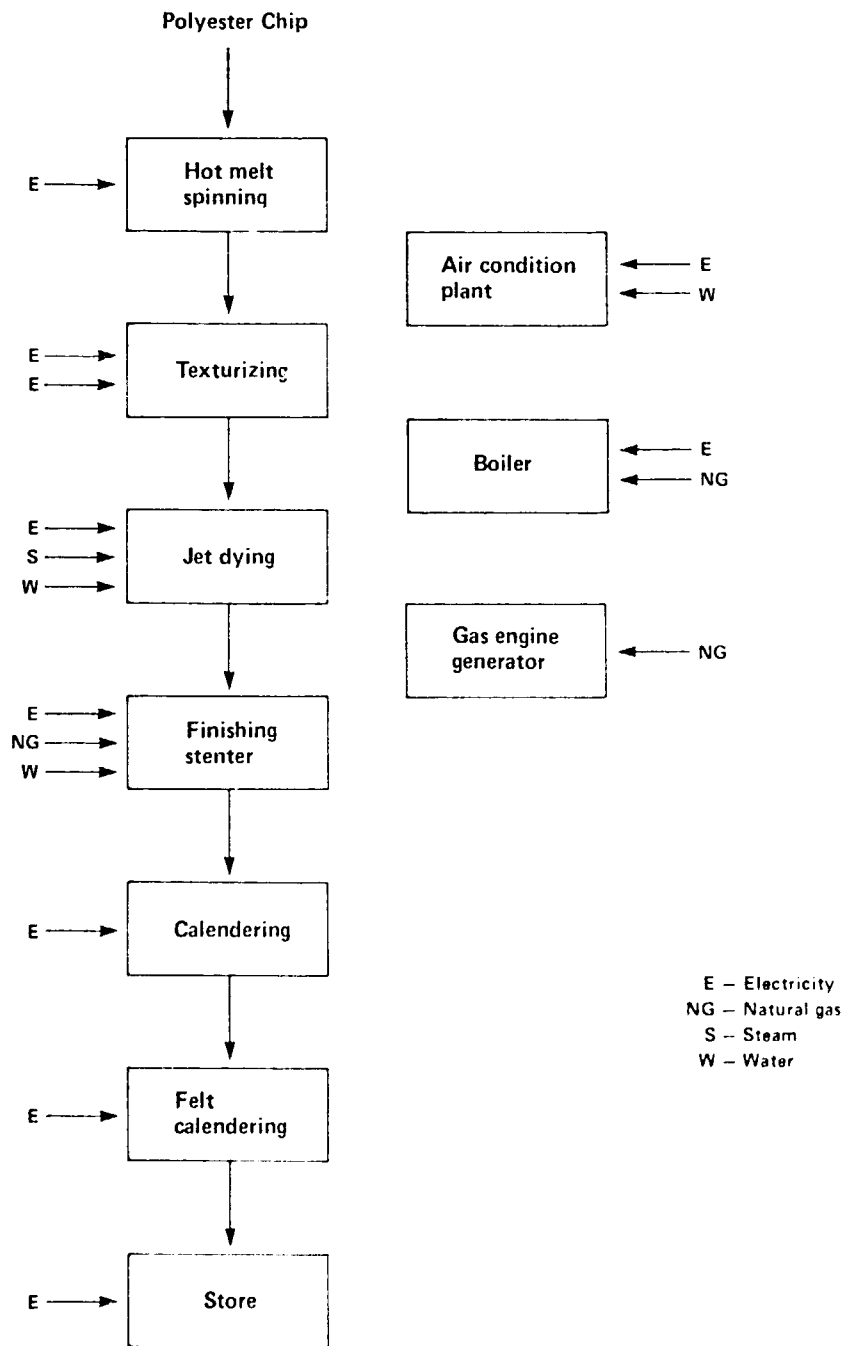 Polyester Chip
E
Hot melt
spinning
Air condition
plant
E
W
E
E
Texturizing
Boiler
E
NG
E
S
W
Jet dying
Gas engine
generator
NG
E
NG
W
Finishing
stenter
E
Calendering
E – Electricity
NG – Natural gas
S – Steam
W – Water
E
Felt
calendering
E
Store